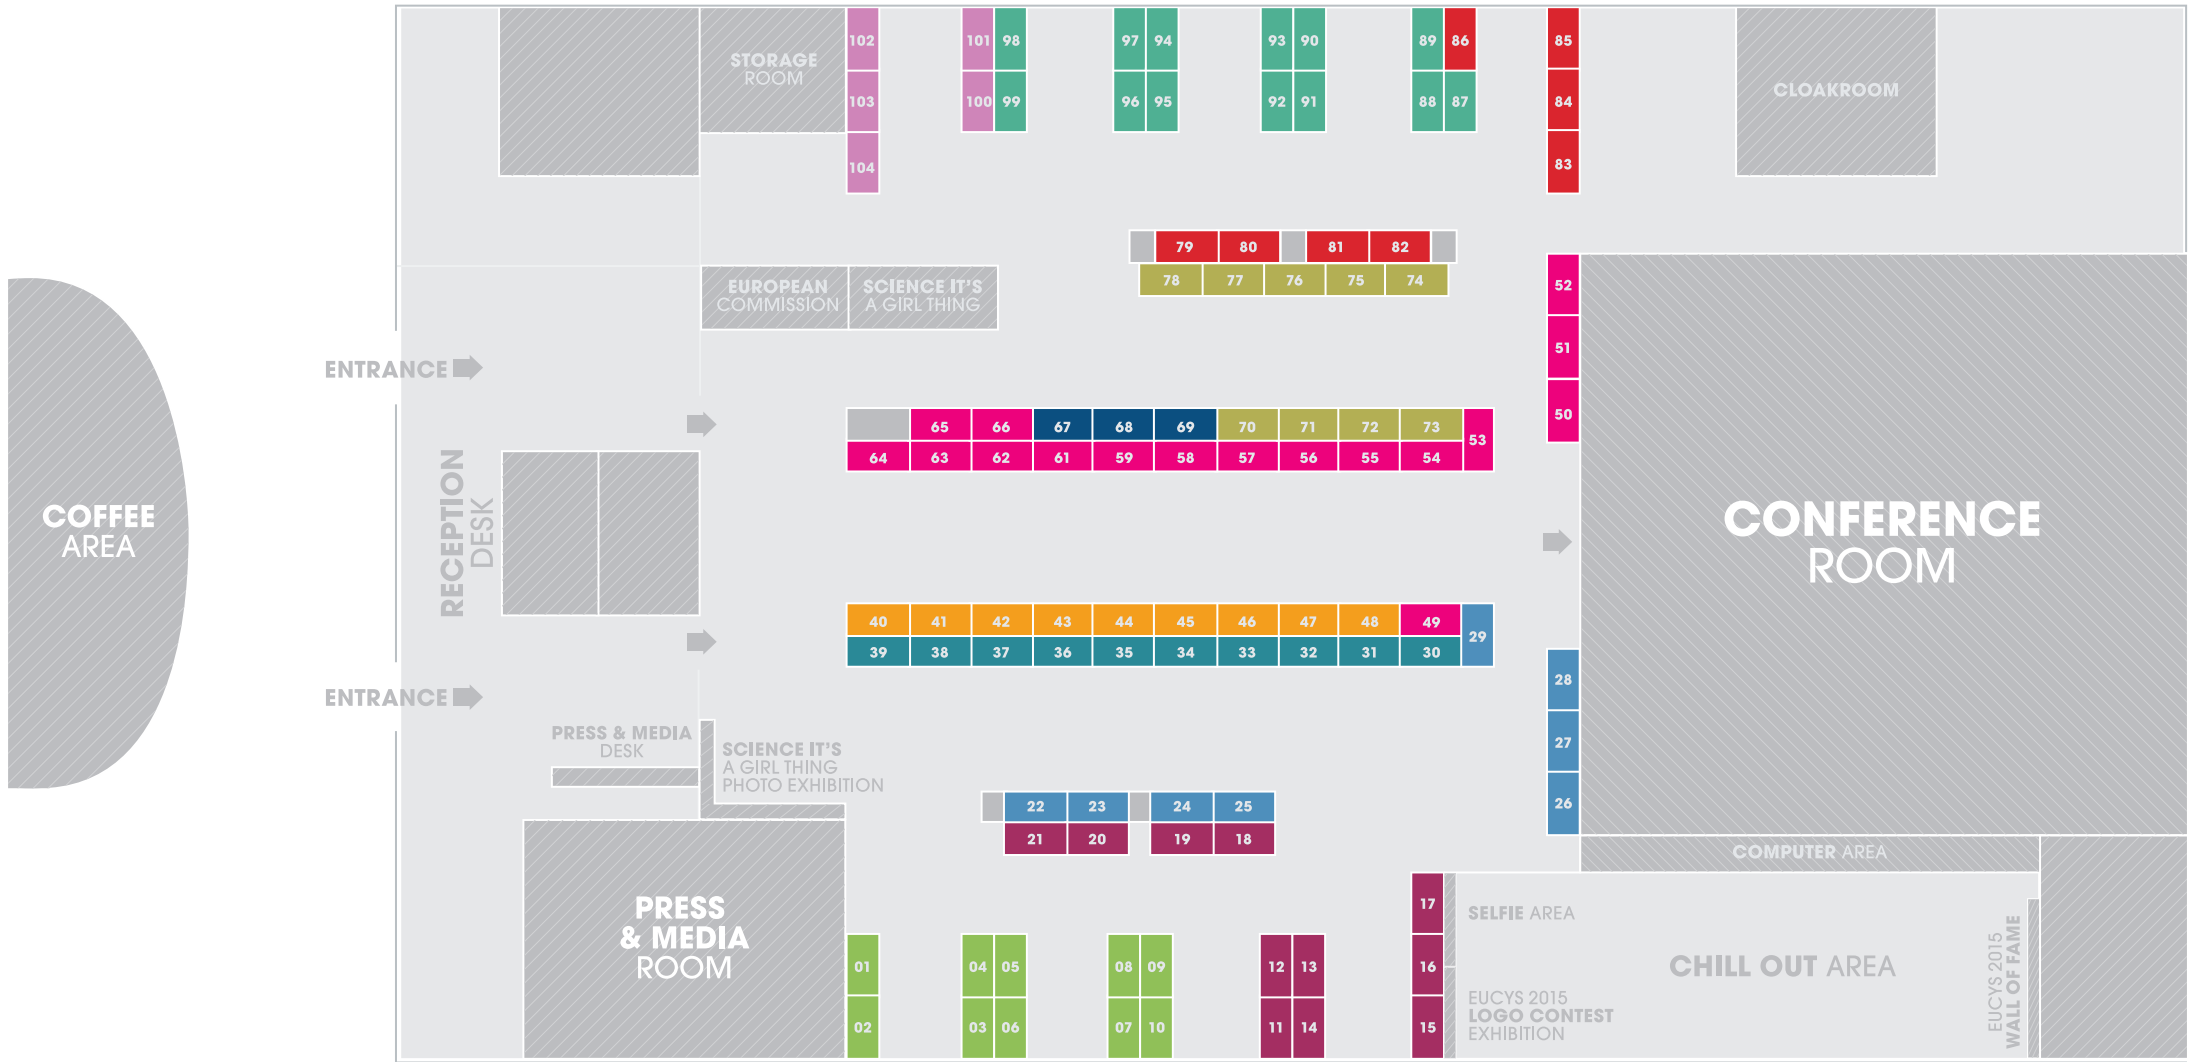 102 101 98 97 94 93 90 89 86 85
STORAGE
ROOM
CLOAKROOM
103 100 99 96 95 92 91 88 87 84
104 83
79 80 81 82
78 77 76 75 74
EUROPEAN
COMMISSION
SCIENCE IT'S
A GIRL THING
52
51
50
ENTRANCE
65 66 67 68 69 70 71 72 73 53
64 63 62 61 59 58 57 56 55 54
RECEPTION
DESK
COFFEE
AREA
CONFERENCE
ROOM
40 41 42 43 44 45 46 47 48 49 29
39 38 37 36 35 34 33 32 31 30
28
27
26
ENTRANCE
PRESS & MEDIA
DESK
SCIENCE IT'S
A GIRL THING
PHOTO EXHIBITION
22 23 24 25
21 20 19 18
COMPUTER AREA
PRESS
& MEDIA
ROOM
17
SELFIE AREA
01 04 05 08 09 12 13 16
CHILL OUT AREA
02 03 06 07 10 11 14 15
EUCYS 2015
LOGO CONTEST
EXHIBITION
EUCYS 2015
WALL OF FAME